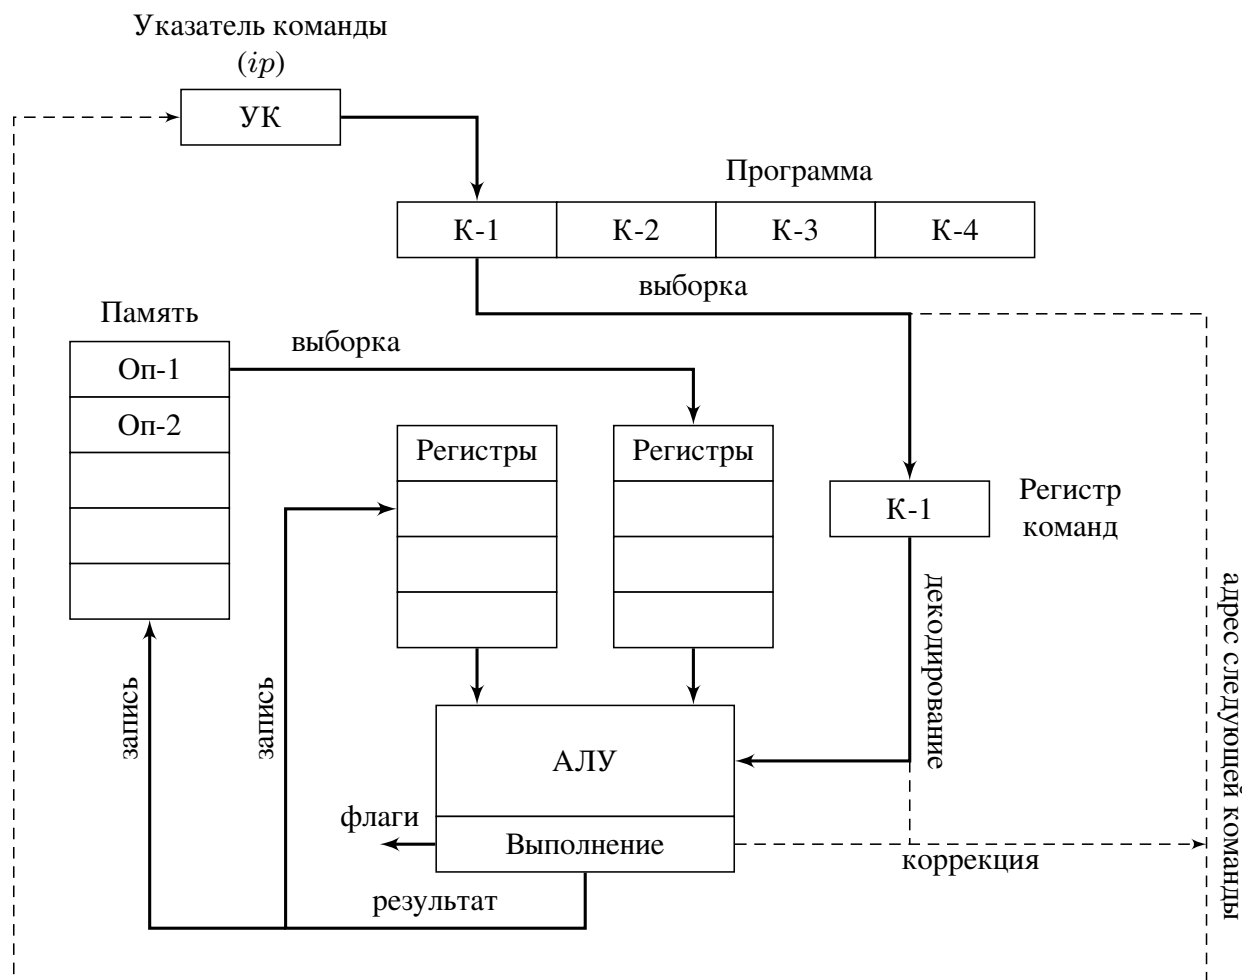 Указатель команды
(ip)
УК
Программа
К-1 К-2 К-3 К-4
выборка
Память
выборка
Оп-1
Оп-2
Регистры
Регистры
К-1
Регистр
команд
декодирование
адрес следующей команды
запись
запись
АЛУ
флаги
Выполнение
коррекция
результат